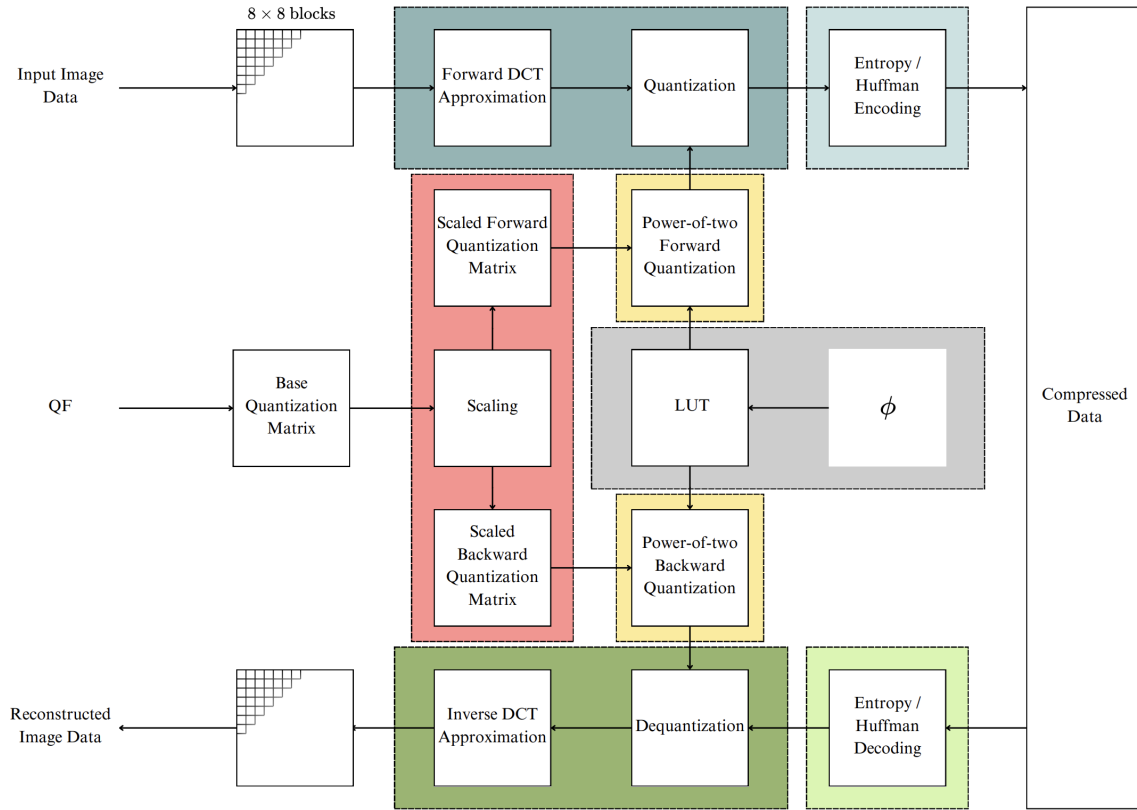 8 × 8 blocks
Input Image
Data
Forward DCT
Approximation
Quantization
Entropy /
Huffman
Encoding
Scaled Forward
Quantization
Matrix
Power-of-two
Forward
Quantization
QF
Base
Quantization
Matrix
Scaling
LUT
ϕ
Compressed
Data
Scaled
Backward
Quantization
Matrix
Power-of-two
Backward
Quantization
Reconstructed
Image Data
Inverse DCT
Approximation
Dequantization
Entropy /
Huffman
Decoding